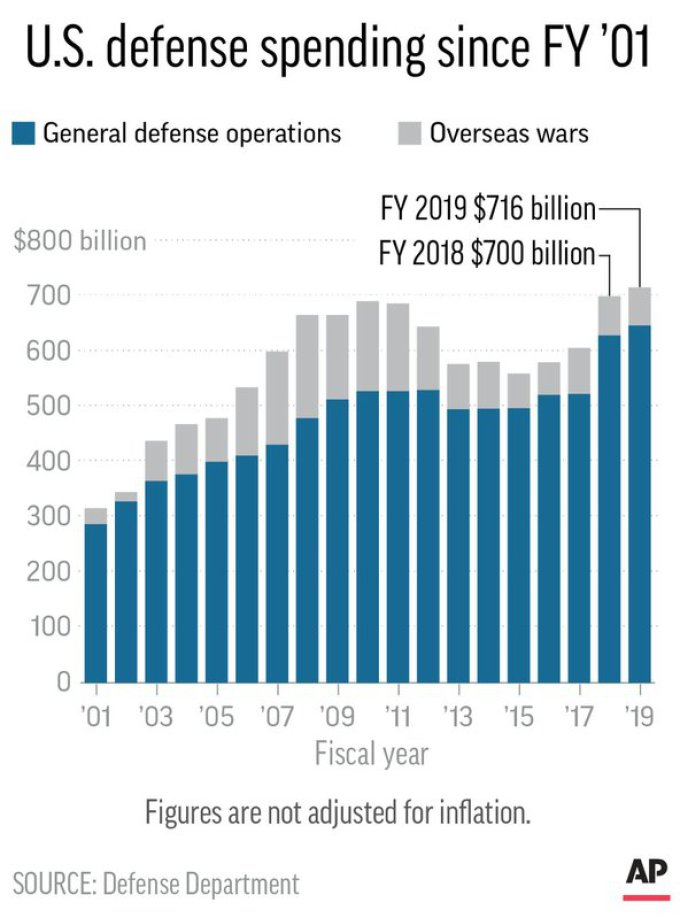 U.S. defense spending since FY ’01
General defense operations
Overseas wars
FY 2019 $716 billion
$800 billion
FY 2018 $700 billion
700
600
500
400
300
200
100
0
’01 ’03 ’05 ’07 ’09 ’11 ’13 ’15 ’17 ’19
Fiscal year
Figures are not adjusted for inflation.
SOURCE: Defense Department
AP